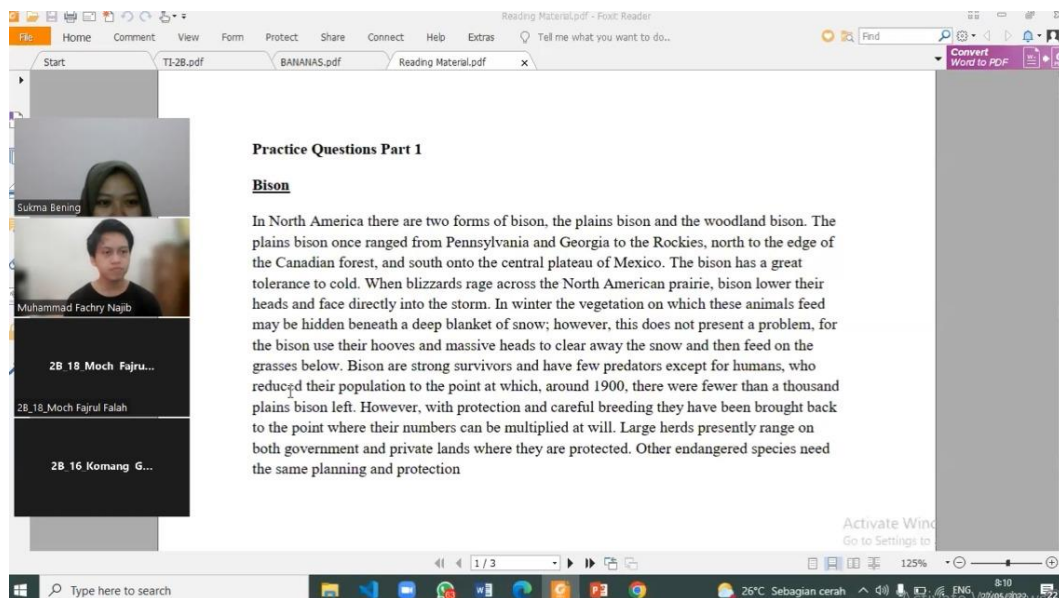 Reading Material.pdf - Foxit Reader
File Home Comment View Form Protect Share Connect Help Extras Tell me what you want to do.. Find
Start TI-2B.pdf BANANAS.pdf Reading Material.pdf x
Convert
Word to PDF
Practice Questions Part 1
Bison
In North America there are two forms of bison, the plains bison and the woodland bison. The
plains bison once ranged from Pennsylvania and Georgia to the Rockies, north to the edge of
the Canadian forest, and south onto the central plateau of Mexico. The bison has a great
tolerance to cold. When blizzards rage across the North American prairie, bison lower their
heads and face directly into the storm. In winter the vegetation on which these animals feed
may be hidden beneath a deep blanket of snow; however, this does not present a problem, for
the bison use their hooves and massive heads to clear away the snow and then feed on the
grasses below. Bison are strong survivors and have few predators except for humans, who
reduced their population to the point at which, around 1900, there were fewer than a thousand
plains bison left. However, with protection and careful breeding they have been brought back
to the point where their numbers can be multiplied at will. Large herds presently range on
both government and private lands where they are protected. Other endangered species need
the same planning and protection
Sukma Bening
Muhammad Fachry Najib
2B_18_Moch Fajru...
2B_18_Moch Fajrul Falah
2B_16_Komang G...
Activate Wind
Go to Settings to
1 / 3
125%
Type here to search
26°C Sebagian cerah
ENG
8:10